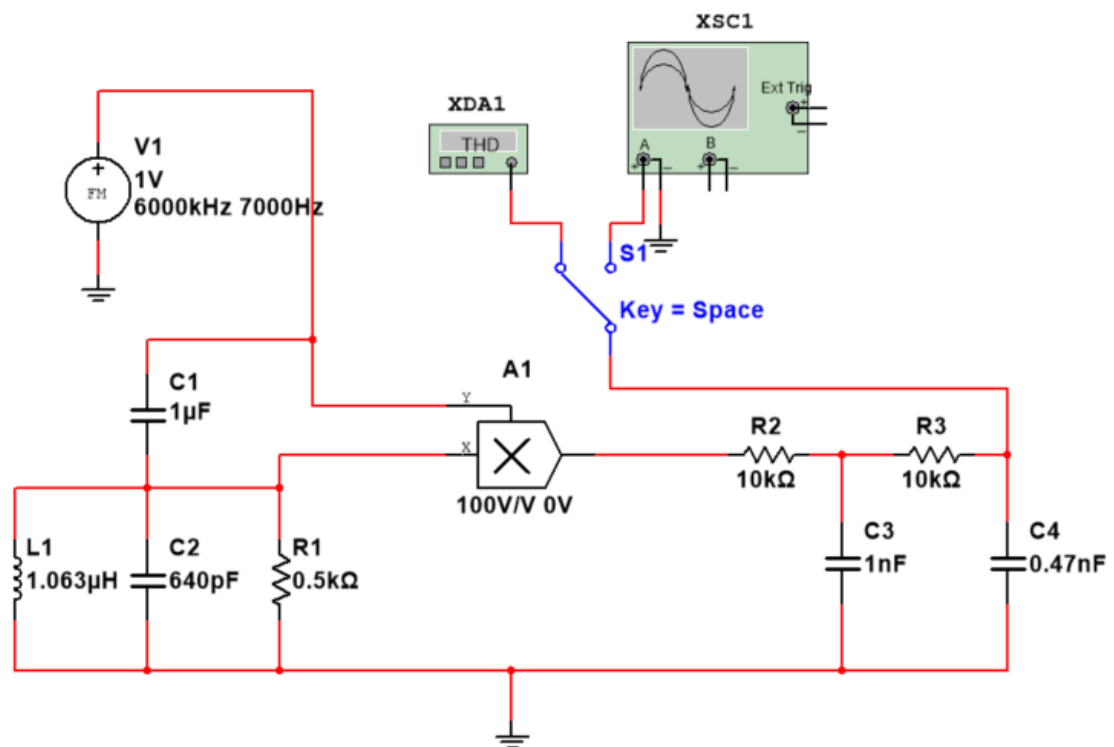 XSC1
Ext Trig
+
−
A
B
+ − + −
XDA1
THD
V1
+
FM
1V
6000kHz 7000Hz
S1
Key = Space
C1
1µF
A1
Y
X
100V/V 0V
R2
10kΩ
R3
10kΩ
L1
1.063µH
C2
640pF
R1
0.5kΩ
C3
1nF
C4
0.47nF